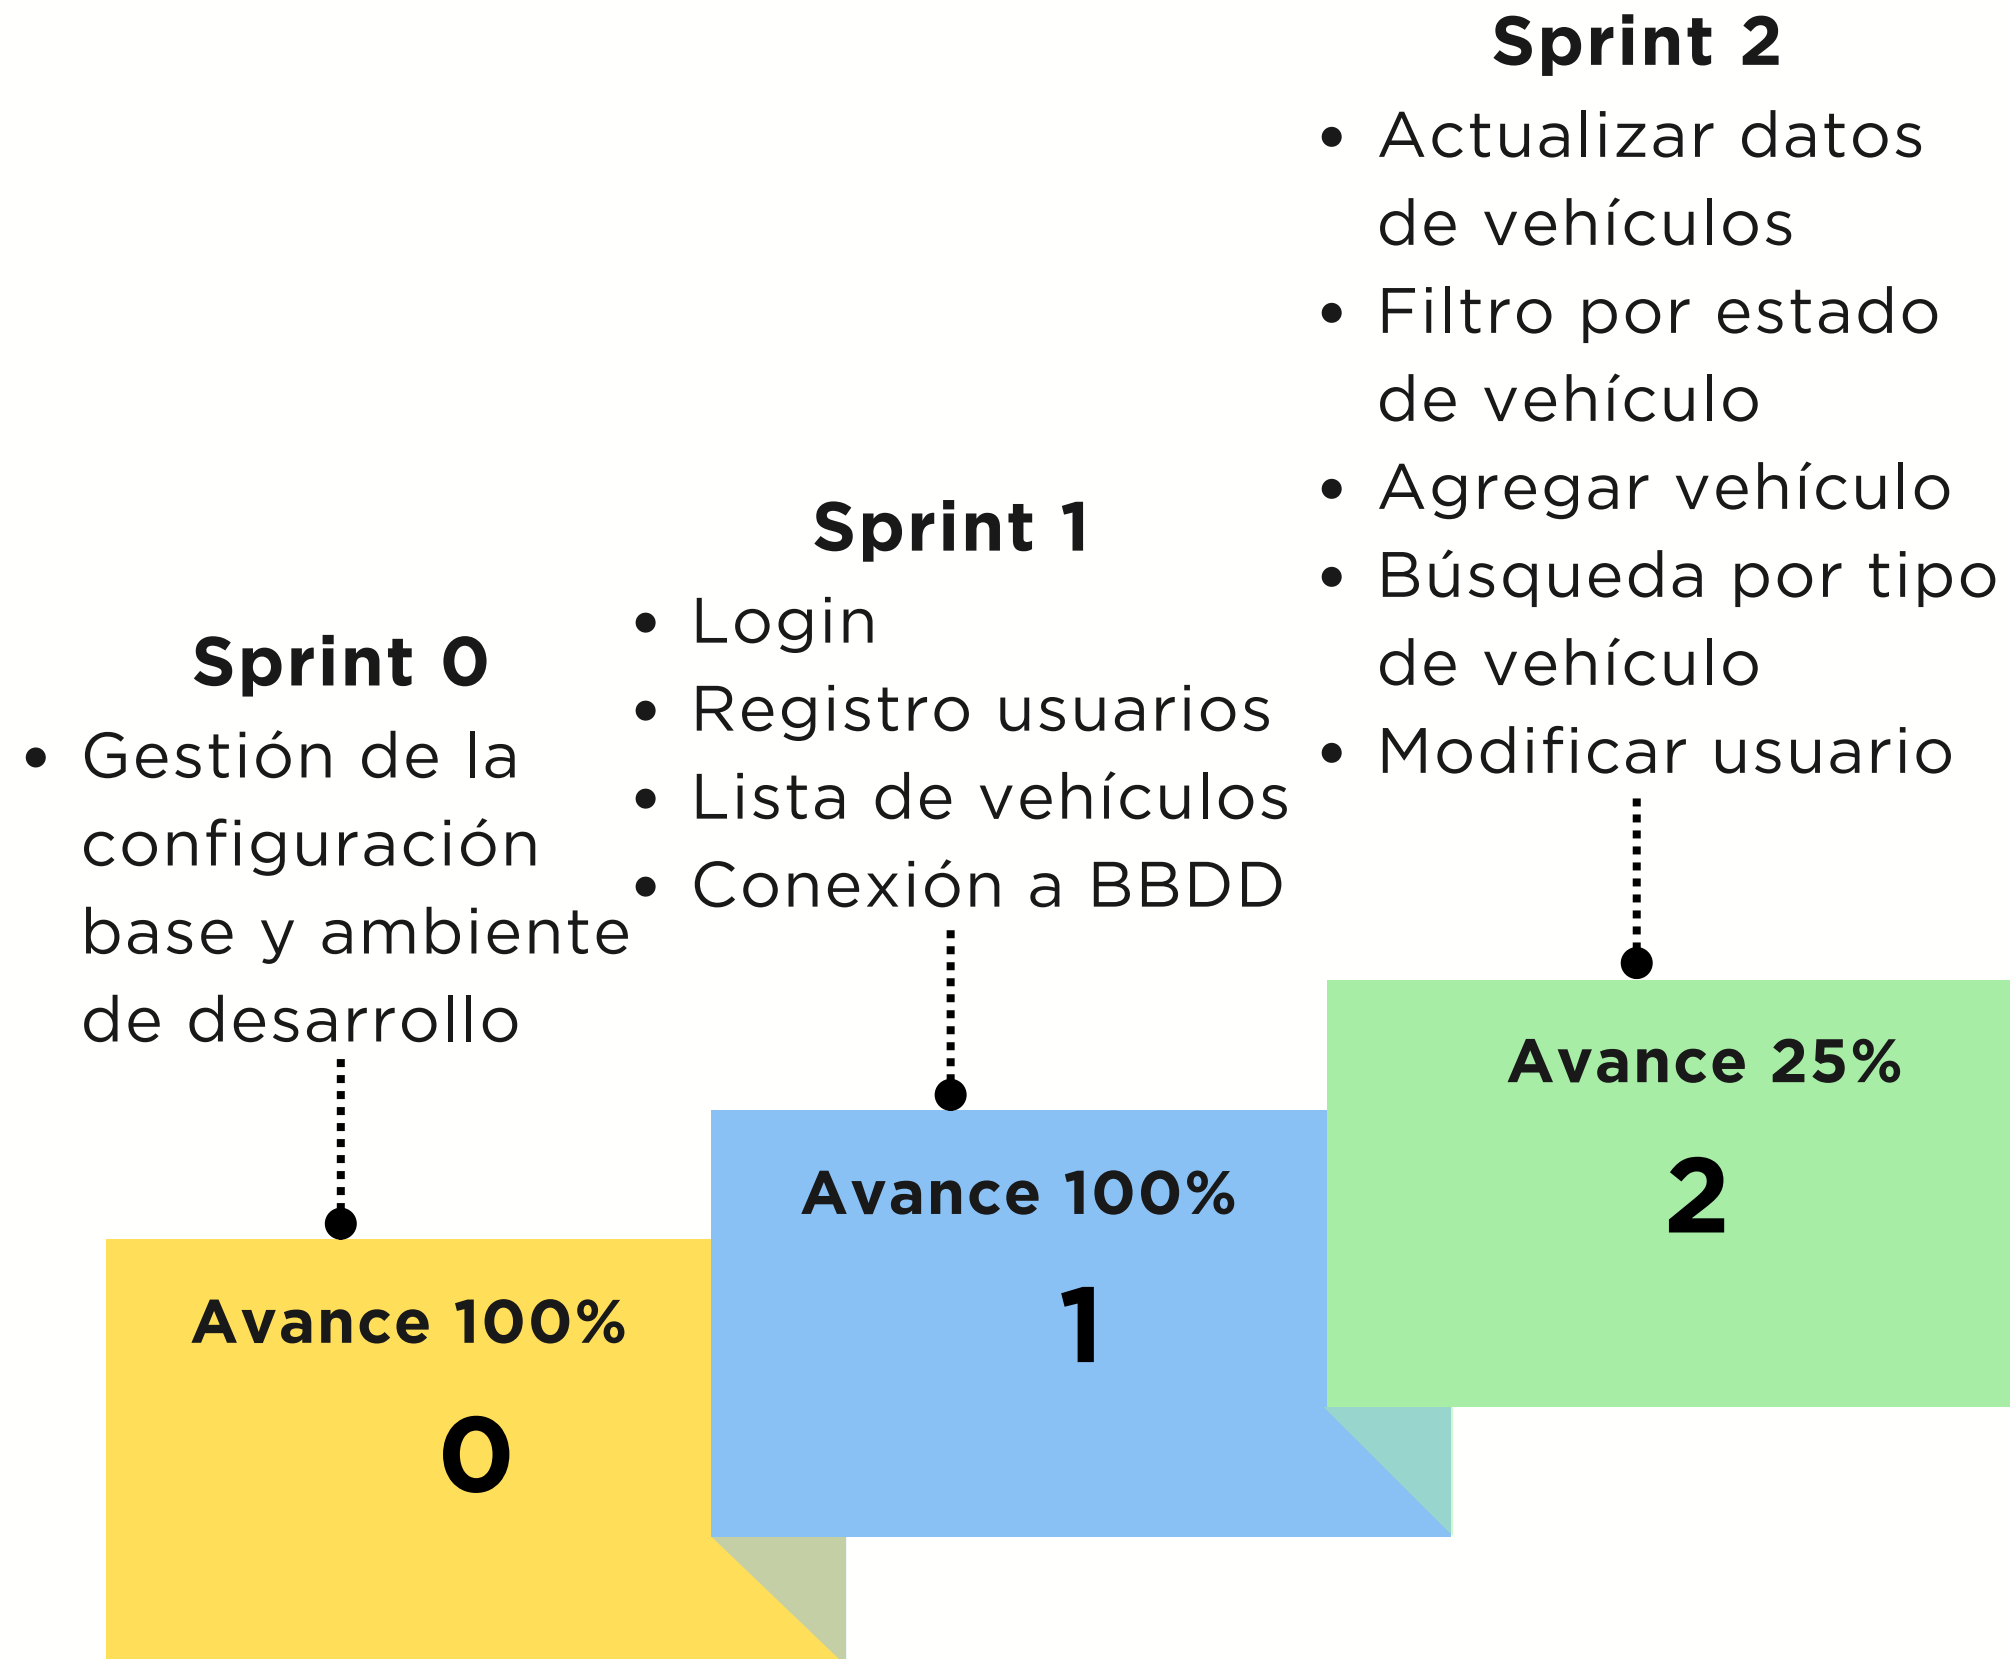 Sprint 0
• Gestión de la
configuración
base y ambiente
de desarrollo
Avance 100%
0
Sprint 1
• Login
• Registro usuarios
• Lista de vehículos
• Conexión a BBDD
Avance 100%
1
Sprint 2
• Actualizar datos
de vehículos
• Filtro por estado
de vehículo
• Agregar vehículo
• Búsqueda por tipo
de vehículo
• Modificar usuario
Avance 25%
2